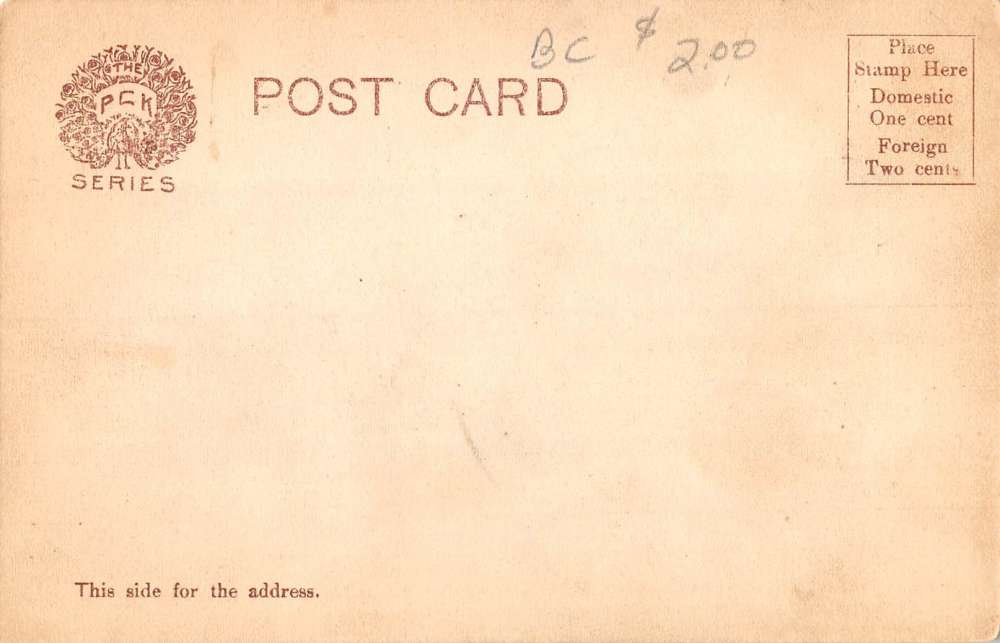 BC $ 2.00
THE
PCK
SERIES
POST CARD
Place
Stamp Here
Domestic
One cent
Foreign
Two cents
This side for the address.